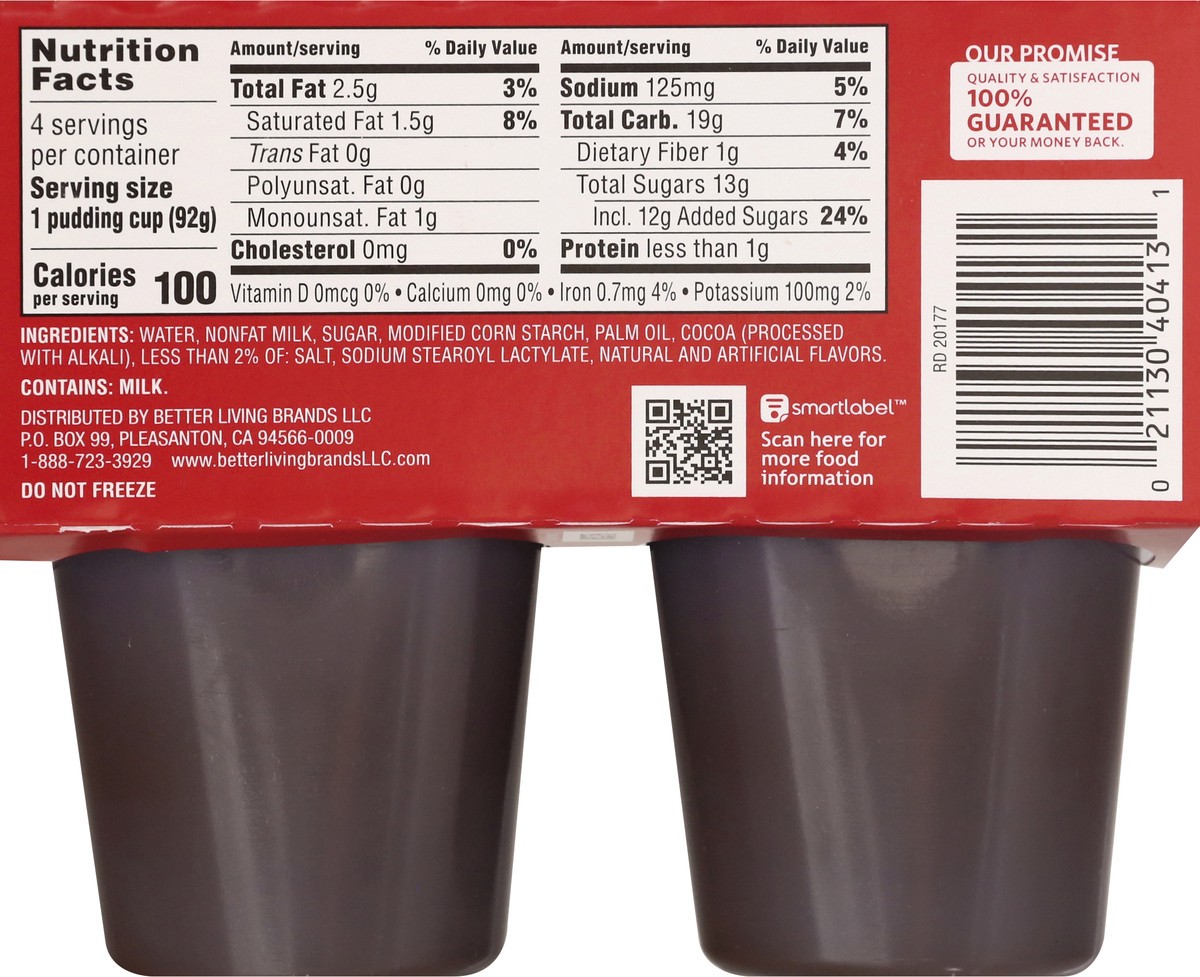 Nutrition
Facts
4 servings
per container
Serving size
1 pudding cup (92g)
Calories
per serving
100
Amount/serving % Daily Value
Total Fat 2.5g 3%
Saturated Fat 1.5g 8%
Trans Fat 0g
Polyunsat. Fat 0g
Monounsat. Fat 1g
Cholesterol 0mg 0%
Amount/serving % Daily Value
Sodium 125mg 5%
Total Carb. 19g 7%
Dietary Fiber 1g 4%
Total Sugars 13g
Incl. 12g Added Sugars 24%
Protein less than 1g
Vitamin D 0mcg 0% • Calcium 0mg 0% • Iron 0.7mg 4% • Potassium 100mg 2%
INGREDIENTS: WATER, NONFAT MILK, SUGAR, MODIFIED CORN STARCH, PALM OIL, COCOA (PROCESSED
WITH ALKALI), LESS THAN 2% OF: SALT, SODIUM STEAROYL LACTYLATE, NATURAL AND ARTIFICIAL FLAVORS.
CONTAINS: MILK.
DISTRIBUTED BY BETTER LIVING BRANDS LLC
P.O. BOX 99, PLEASANTON, CA 94566-0009
1-888-723-3929 www.betterlivingbrandsLLC.com
DO NOT FREEZE
smartlabel™
Scan here for
more food
information
OUR PROMISE
QUALITY & SATISFACTION
100%
GUARANTEED
OR YOUR MONEY BACK.
RD 20177
0 21130 40413 1